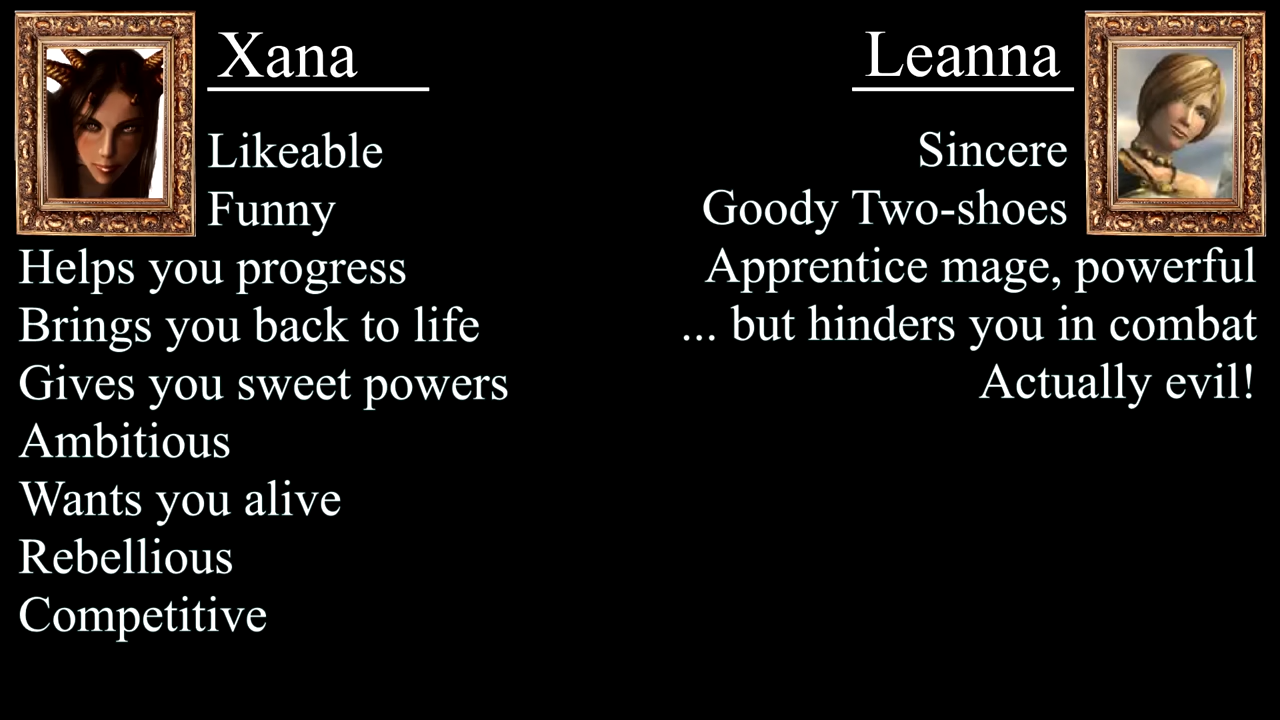 Xana
Likeable
Funny
Helps you progress
Brings you back to life
Gives you sweet powers
Ambitious
Wants you alive
Rebellious
Competitive
Leanna
Sincere
Goody Two-shoes
Apprentice mage, powerful
... but hinders you in combat
Actually evil!